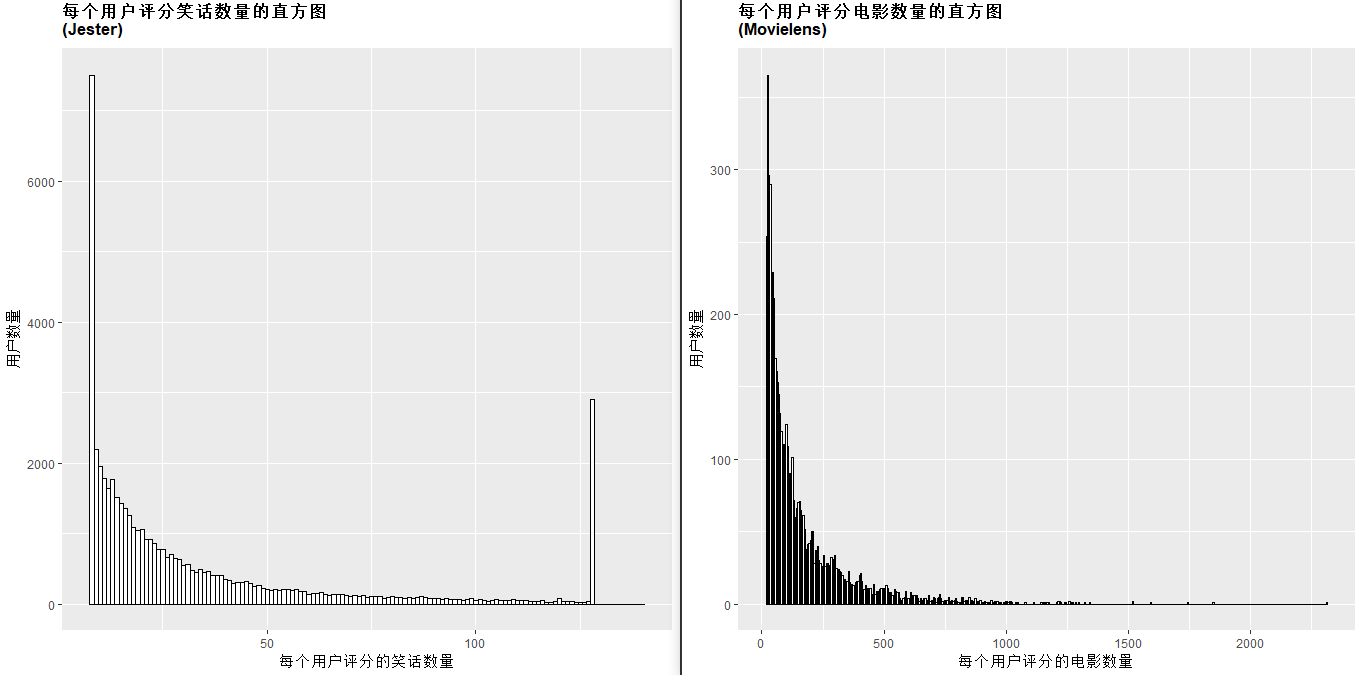 每个用户评分笑话数量的直方图
(Jester)
用户数量
6000
4000
2000
0
50
100
每个用户评分的笑话数量
每个用户评分电影数量的直方图
(Movielens)
用户数量
300
200
100
0
0
500
1000
1500
2000
每个用户评分的电影数量